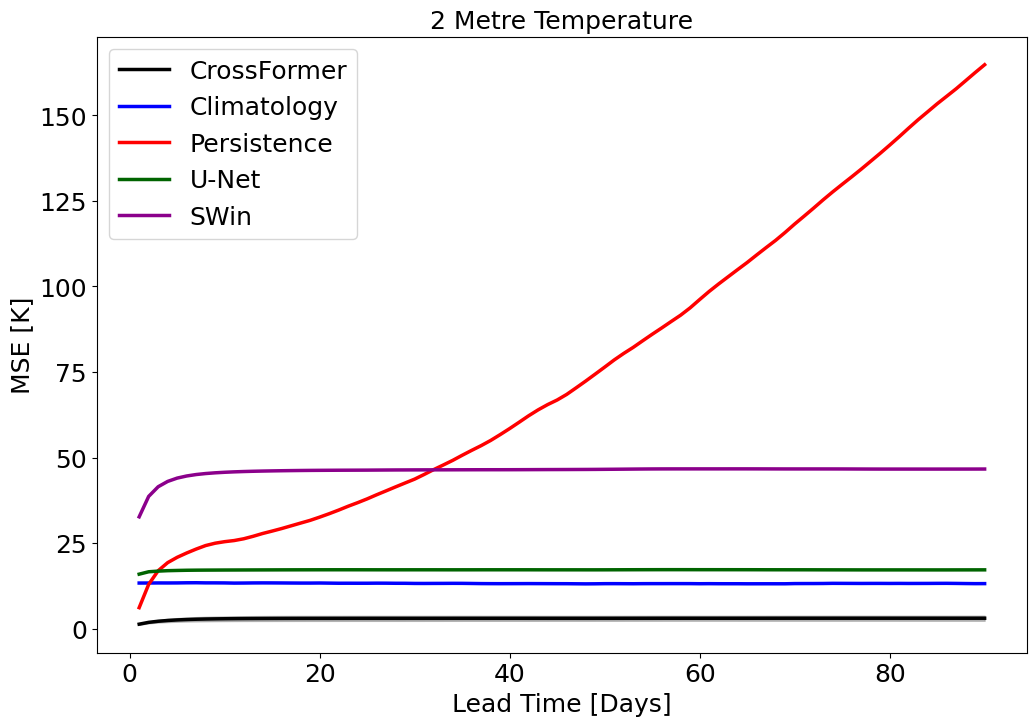 2 Metre Temperature
CrossFormer
Climatology
Persistence
U-Net
SWin
MSE [K]
150
125
100
75
50
25
0
0 20 40 60 80
Lead Time [Days]